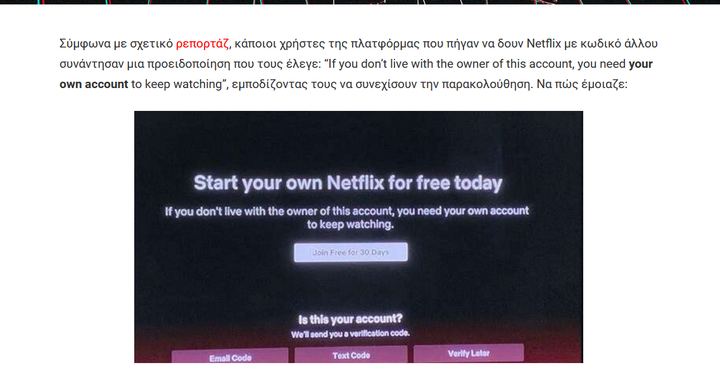 Σύμφωνα με σχετικό ρεπορτάζ, κάποιοι χρήστες της πλατφόρμας που πήγαν να δουν Netflix με κωδικό άλλου
συνάντησαν μια προειδοποίηση που τους έλεγε: “If you don’t live with the owner of this account, you need your
own account to keep watching”, εμποδίζοντας τους να συνεχίσουν την παρακολούθηση. Να πώς έμοιαζε:
Start your own Netflix for free today
If you don't live with the owner of this account, you need your own account
to keep watching.
Join Free for 30 Days
Is this your account?
We'll send you a verification code.
Email Code
Text Code
Verify Later